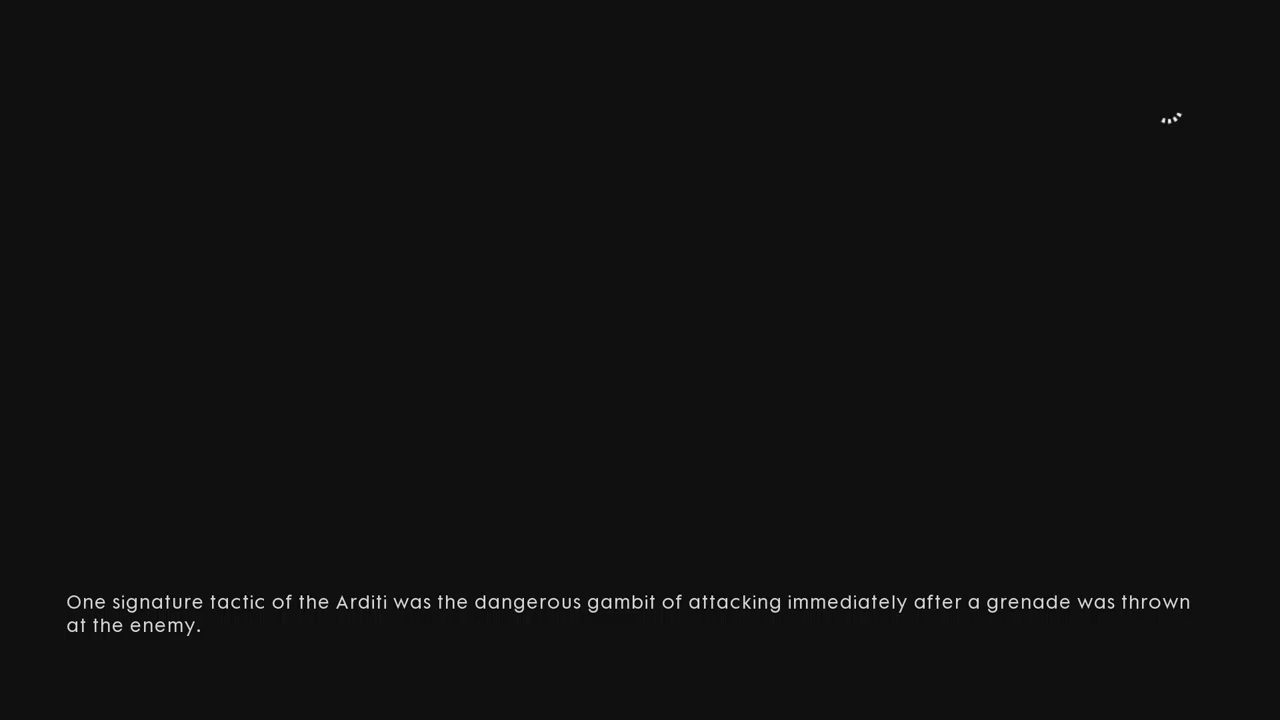 One signature tactic of the Arditi was the dangerous gambit of attacking immediately after a grenade was thrown
at the enemy.